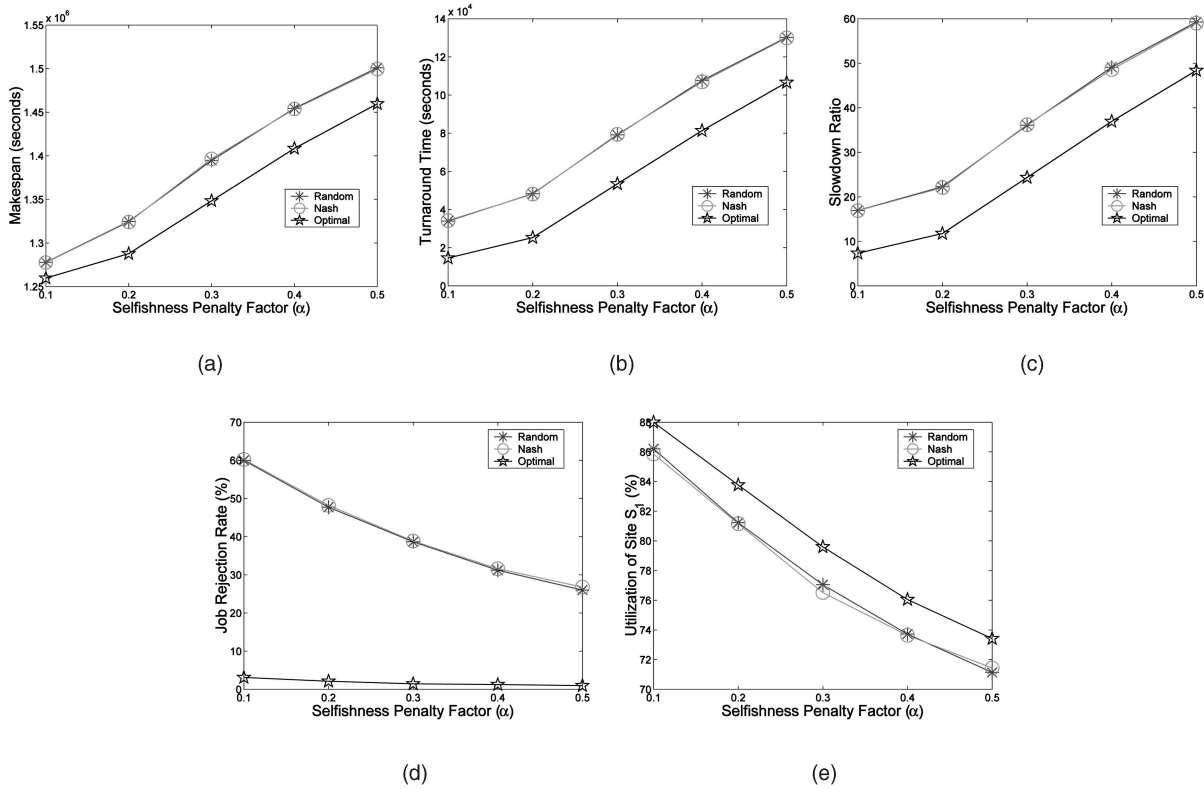 x 10^6
1.55
1.5
1.45
1.4
1.35
1.3
1.25
Makespan (seconds)
0.1 0.2 0.3 0.4 0.5
Selfishness Penalty Factor (α)
Random
Nash
Optimal
(a)
x 10^4
14
12
10
8
6
4
2
0
Turnaround Time (seconds)
0.1 0.2 0.3 0.4 0.5
Selfishness Penalty Factor (α)
Random
Nash
Optimal
(b)
60
50
40
30
20
10
0
Slowdown Ratio
0.1 0.2 0.3 0.4 0.5
Selfishness Penalty Factor (α)
Random
Nash
Optimal
(c)
70
60
50
40
30
20
10
0
Job Rejection Rate (%)
0.1 0.2 0.3 0.4 0.5
Selfishness Penalty Factor (α)
Random
Nash
Optimal
(d)
88
86
84
82
80
78
76
74
72
70
Utilization of Site S_1 (%)
0.1 0.2 0.3 0.4 0.5
Selfishness Penalty Factor (α)
Random
Nash
Optimal
(e)